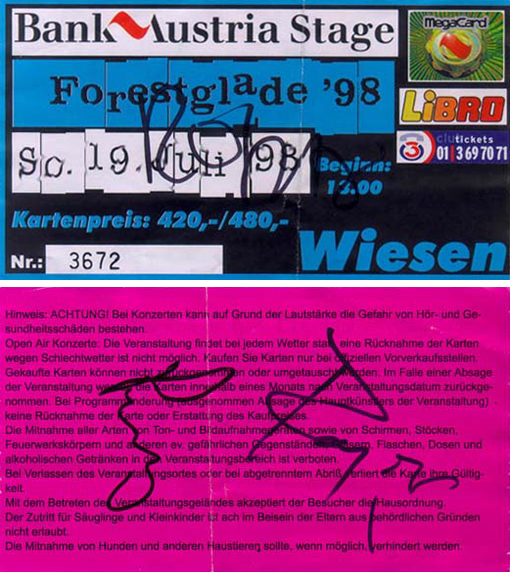 Bank Austria Stage
MegaCard
Forestglade '98
LiBRO
clubtickets
Ö3 01|3 69 70 71
So. 19. Juli 98
Beginn:
13.00
Kartenpreis: 420,-/480,-
Wiesen
Nr.: 3672
Hinweis: ACHTUNG! Bei Konzerten kann auf Grund der Lautstärke die Gefahr von Hör- und Ge-
sundheitsschäden bestehen.
Open Air Konzerte: Die Veranstaltung findet bei jedem Wetter statt, eine Rücknahme der Karten
wegen Schlechtwetter ist nicht möglich. Kaufen Sie Karten nur bei offiziellen Vorverkaufsstellen.
Gekaufte Karten können nicht zurückgenommen oder umgetauscht werden. Im Falle einer Absage
der Veranstaltung werden die Karten innerhalb eines Monats nach Veranstaltungsdatum zurückge-
nommen. Bei Programmänderung (ausgenommen Absage des Hauptkünstlers der Veranstaltung)
keine Rücknahme der Karte oder Erstattung des Kaufpreises.
Die Mitnahme aller Arten von Ton- und Bildaufnahmegeräten sowie von Schirmen, Stöcken,
Feuerwerkskörpern und anderen ev. gefährlichen Gegenständen, Flaschen, Dosen und
alkoholischen Getränken in den Veranstaltungsbereich ist verboten.
Bei Verlassen des Veranstaltungsortes oder bei abgetrenntem Abriß verliert die Karte ihre Gültig-
keit.
Mit dem Betreten des Veranstaltungsgeländes akzeptiert der Besucher die Hausordnung.
Der Zutritt für Säuglinge und Kleinkinder ist auch im Beisein der Eltern aus behördlichen Gründen
nicht erlaubt.
Die Mitnahme von Hunden und anderen Haustieren sollte, wenn möglich, verhindert werden.